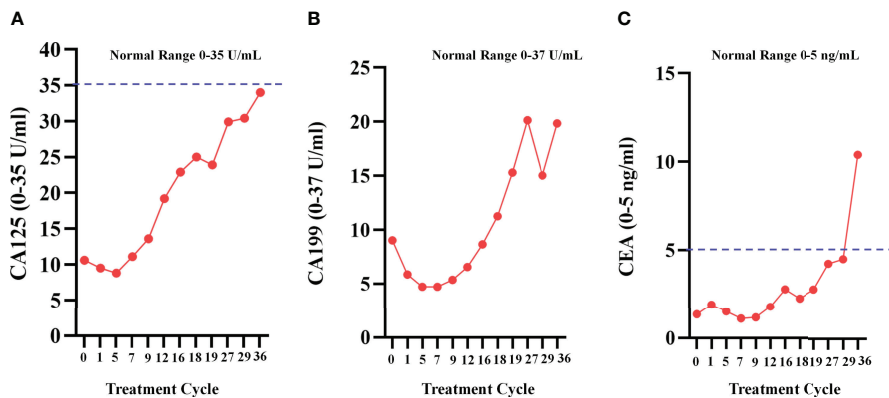 A
Normal Range 0-35 U/mL
CA125 (0-35 U/ml)
40
35
30
25
20
15
10
5
0
0 1 5 7 9 12 16 18 19 27 29 36
Treatment Cycle
B
Normal Range 0-37 U/mL
CA199 (0-37 U/ml)
25
20
15
10
5
0
0 1 5 7 9 12 16 18 19 27 29 36
Treatment Cycle
C
Normal Range 0-5 ng/mL
CEA (0-5 ng/ml)
15
10
5
0
0 1 5 7 9 12 16 18 19 27 29 36
Treatment Cycle